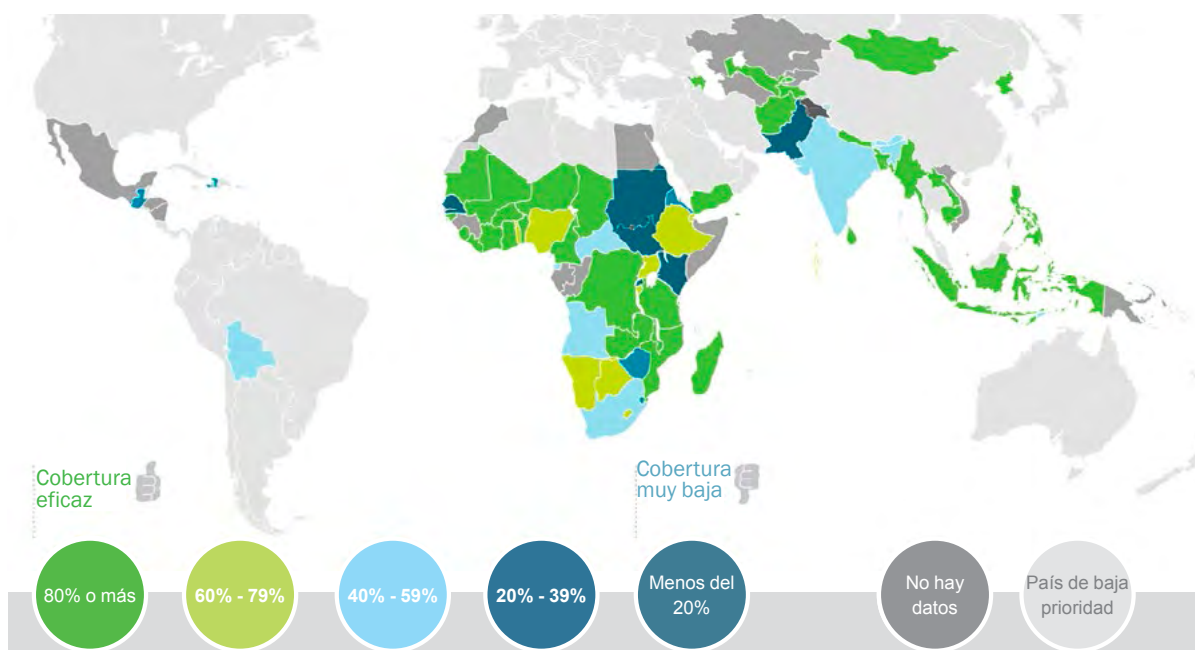 Cobertura
eficaz
Cobertura
muy baja
80% o más
60% - 79%
40% - 59%
20% - 39%
Menos del
20%
No hay
datos
País de baja
prioridad